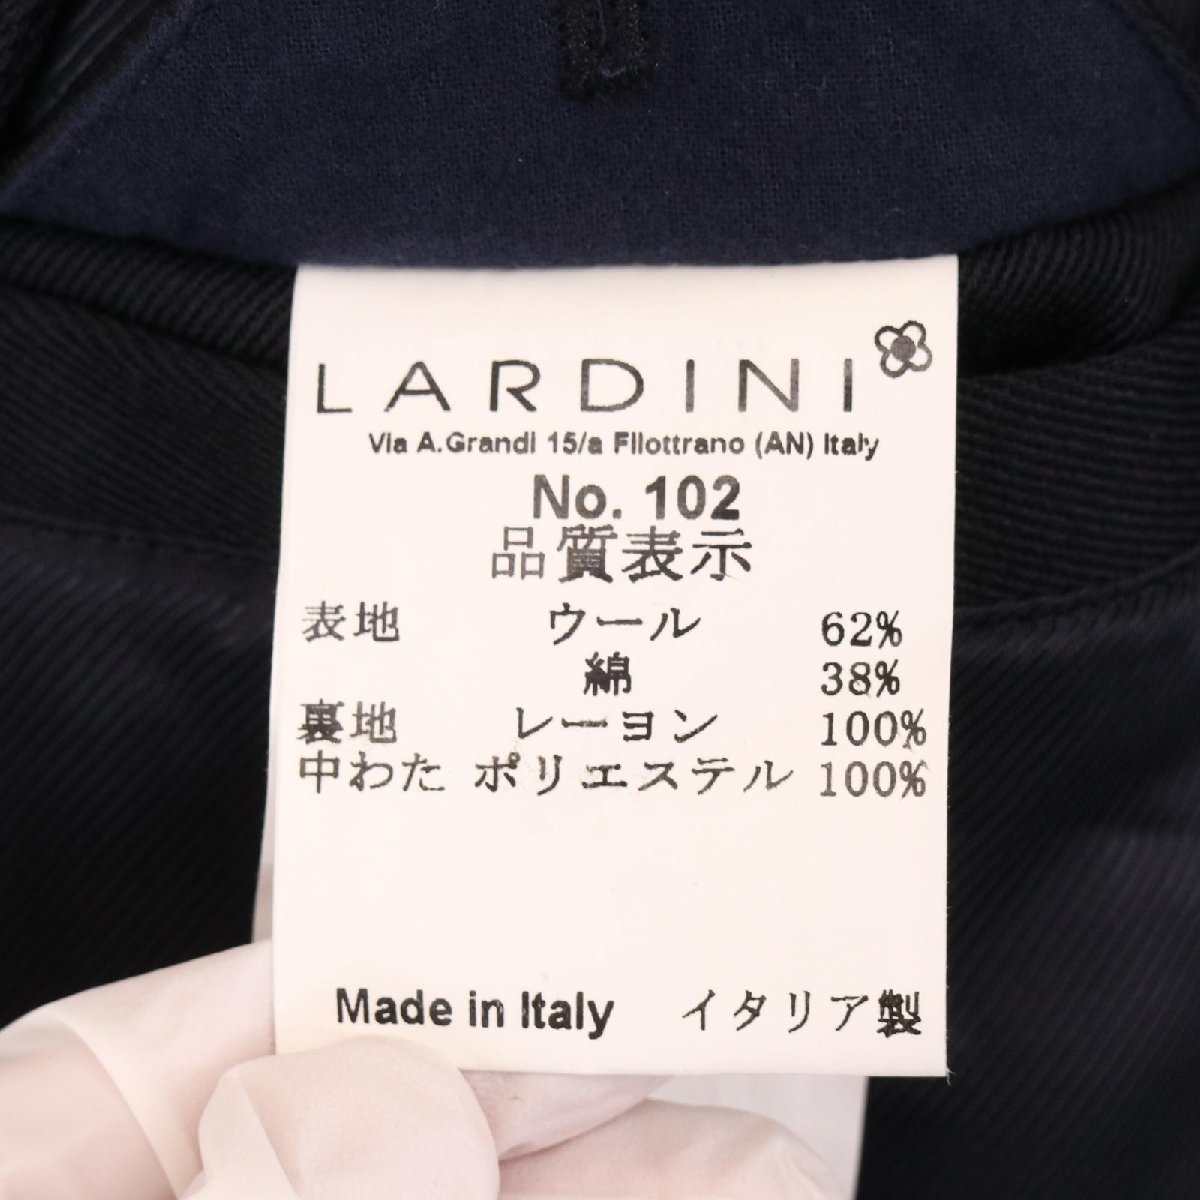 LARDINI
Via A.Grandi 15/a Filottrano (AN) Italy
No. 102
品質表示
表地 ウール 62%
綿 38%
裏地 レーヨン 100%
中わた ポリエステル 100%
Made in Italy イタリア製